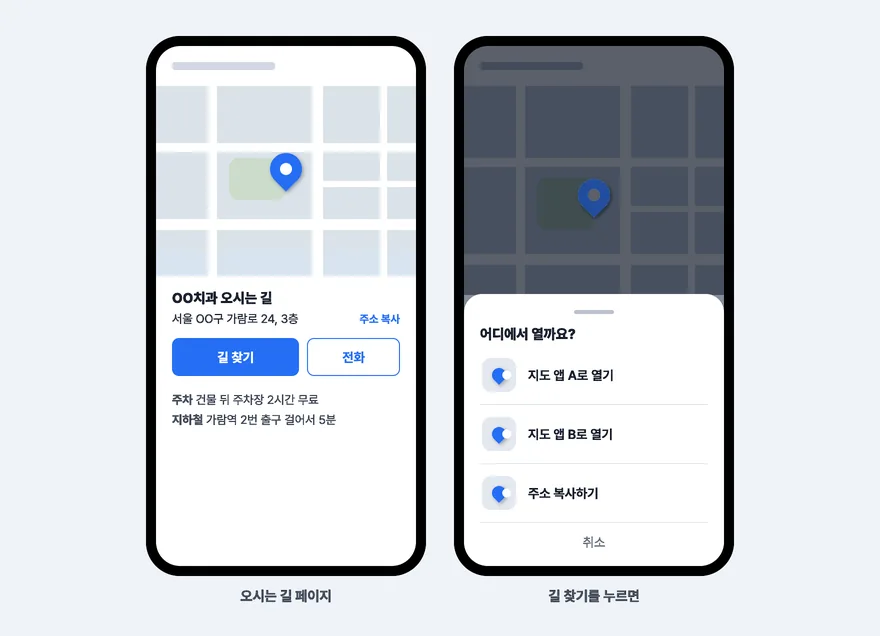 OO치과 오시는 길
서울 OO구 가람로 24, 3층 주소 복사
길 찾기 전화
주차 건물 뒤 주차장 2시간 무료
지하철 가람역 2번 출구 걸어서 5분
오시는 길 페이지
어디에서 열까요?
지도 앱 A로 열기
지도 앱 B로 열기
주소 복사하기
취소
길 찾기를 누르면